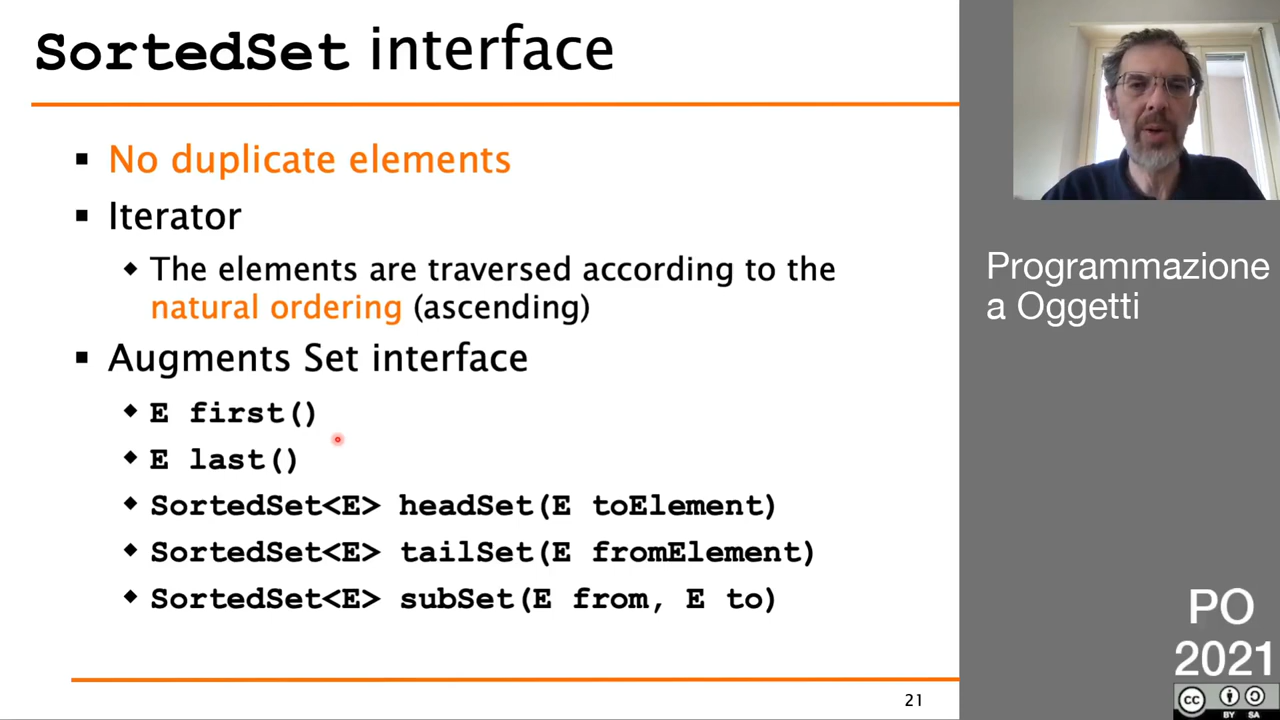 SortedSet interface
▪ No duplicate elements
▪ Iterator
◆ The elements are traversed according to the
natural ordering (ascending)
▪ Augments Set interface
◆ E first()
◆ E last()
◆ SortedSet<E> headSet(E toElement)
◆ SortedSet<E> tailSet(E fromElement)
◆ SortedSet<E> subSet(E from, E to)
21
Programmazione
a Oggetti
PO
2021
cc
BY SA